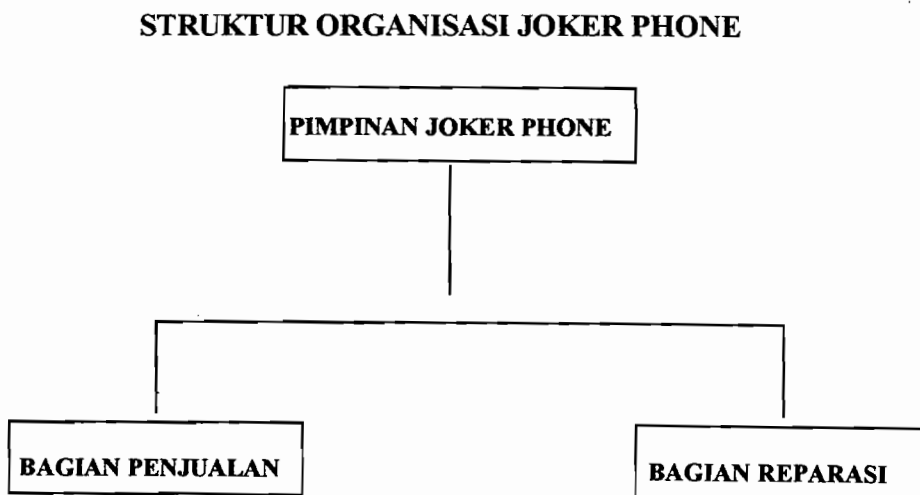 STRUKTUR ORGANISASI JOKER PHONE
PIMPINAN JOKER PHONE
BAGIAN PENJUALAN
BAGIAN REPARASI